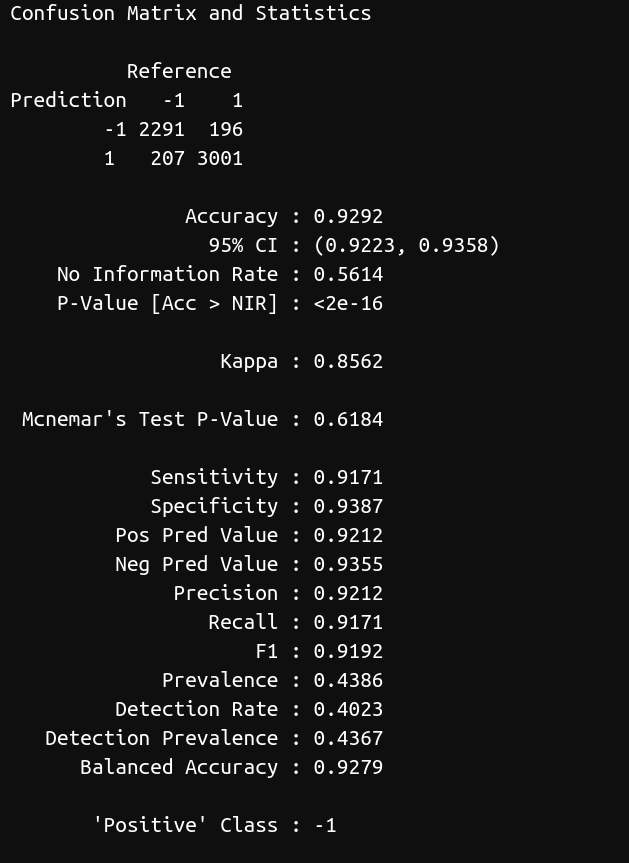 Confusion Matrix and Statistics
Reference
Prediction -1 1
-1 2291 196
1 207 3001
Accuracy : 0.9292
95% CI : (0.9223, 0.9358)
No Information Rate : 0.5614
P-Value [Acc > NIR] : <2e-16
Kappa : 0.8562
Mcnemar's Test P-Value : 0.6184
Sensitivity : 0.9171
Specificity : 0.9387
Pos Pred Value : 0.9212
Neg Pred Value : 0.9355
Precision : 0.9212
Recall : 0.9171
F1 : 0.9192
Prevalence : 0.4386
Detection Rate : 0.4023
Detection Prevalence : 0.4367
Balanced Accuracy : 0.9279
'Positive' Class : -1